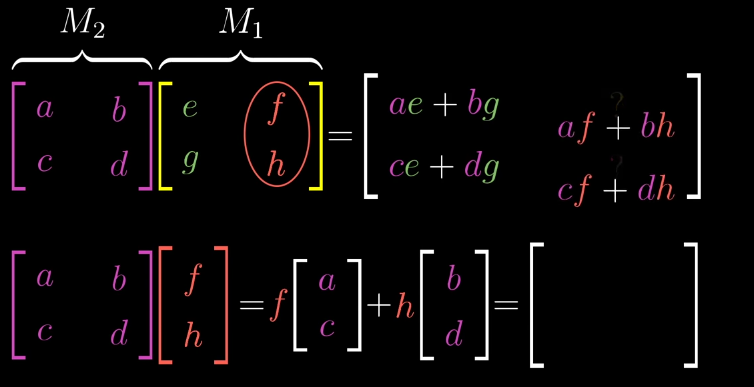 M₂ M₁
[a b; c d] [e f; g h] = [ae + bg af + bh; ce + dg cf + dh]
? ?
[a b; c d] [f; h] = f [a; c] + h [b; d] = [ ]